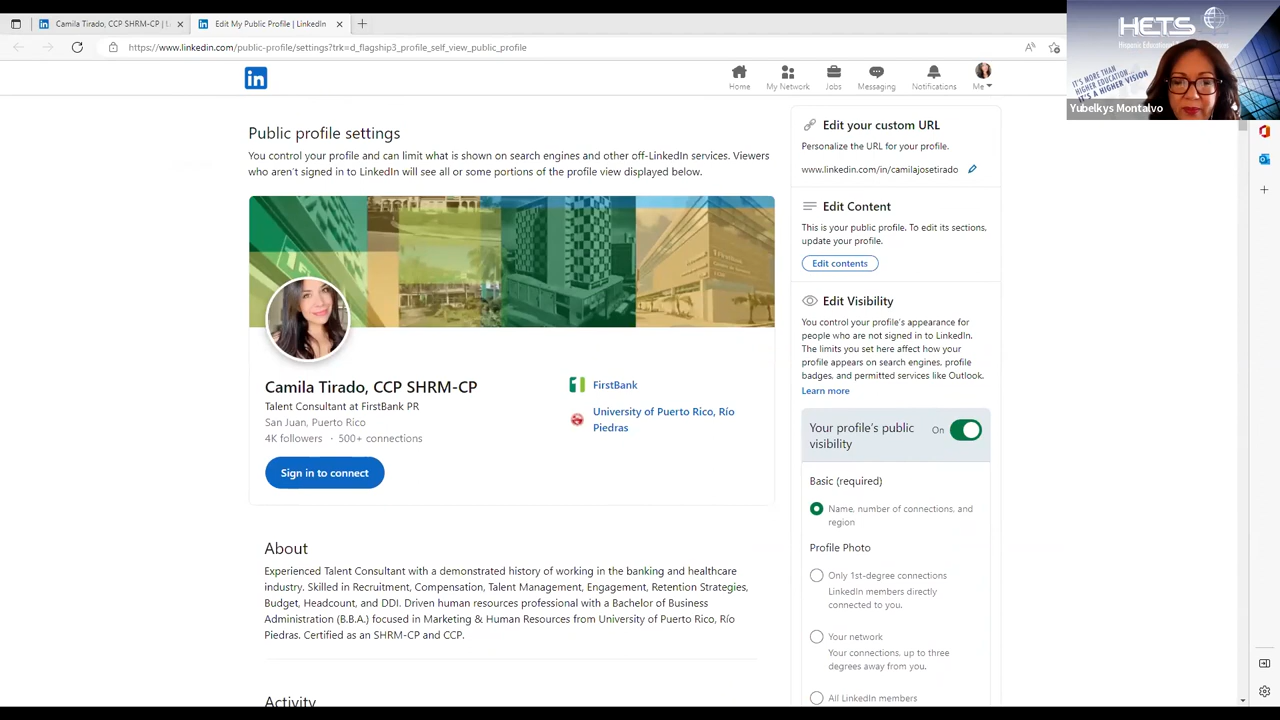 Camila Tirado, CCP SHRM-CP | L
Edit My Public Profile | LinkedIn
https://www.linkedin.com/public-profile/settings?trk=d_flagship3_profile_self_view_public_profile
HETS
IT'S MORE THAN
HIGHER EDUCATION...
IT'S A HIGHER VISION
Yubelkys Montalvo
in
Home
My Network
Jobs
Messaging
Notifications
Me
Public profile settings
You control your profile and can limit what is shown on search engines and other off-LinkedIn services. Viewers
who aren't signed in to LinkedIn will see all or some portions of the profile view displayed below.
Camila Tirado, CCP SHRM-CP
Talent Consultant at FirstBank PR
San Juan, Puerto Rico
4K followers · 500+ connections
Sign in to connect
FirstBank
University of Puerto Rico, Río
Piedras
About
Experienced Talent Consultant with a demonstrated history of working in the banking and healthcare
industry. Skilled in Recruitment, Compensation, Talent Management, Engagement, Retention Strategies,
Budget, Headcount, and DDI. Driven human resources professional with a Bachelor of Business
Administration (B.B.A.) focused in Marketing & Human Resources from University of Puerto Rico, Río
Piedras. Certified as an SHRM-CP and CCP.
Activity
Edit your custom URL
Personalize the URL for your profile.
www.linkedin.com/in/camilajosetirado
Edit Content
This is your public profile. To edit its sections,
update your profile.
Edit contents
Edit Visibility
You control your profile's appearance for
people who are not signed in to LinkedIn.
The limits you set here affect how your
profile appears on search engines, profile
badges, and permitted services like Outlook.
Learn more
Your profile's public
visibility
On
Basic (required)
Name, number of connections, and
region
Profile Photo
Only 1st-degree connections
LinkedIn members directly
connected to you.
Your network
Your connections, up to three
degrees away from you.
All LinkedIn members